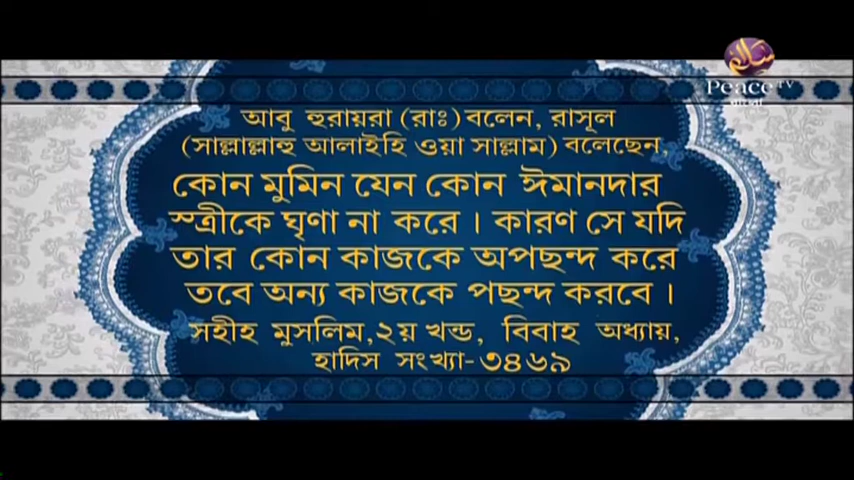 Peace TV
বাংলা
আবু হুরায়রা (রাঃ) বলেন, রাসূল
(সাল্লাল্লাহু আলাইহি ওয়া সাল্লাম) বলেছেন,
কোন মুমিন যেন কোন ঈমানদার
স্ত্রীকে ঘৃণা না করে । কারণ সে যদি
তার কোন কাজকে অপছন্দ করে
তবে অন্য কাজকে পছন্দ করবে ।
সহীহ মুসলিম,২য় খন্ড, বিবাহ অধ্যায়,
হাদিস সংখ্যা-৩৪৬৯